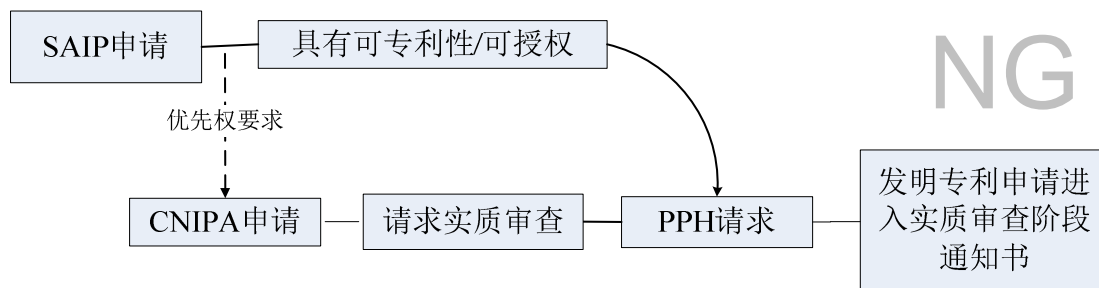 SAIP申请
具有可专利性/可授权
NG
优先权要求
CNIPA申请
请求实质审查
PPH请求
发明专利申请进
入实质审查阶段
通知书